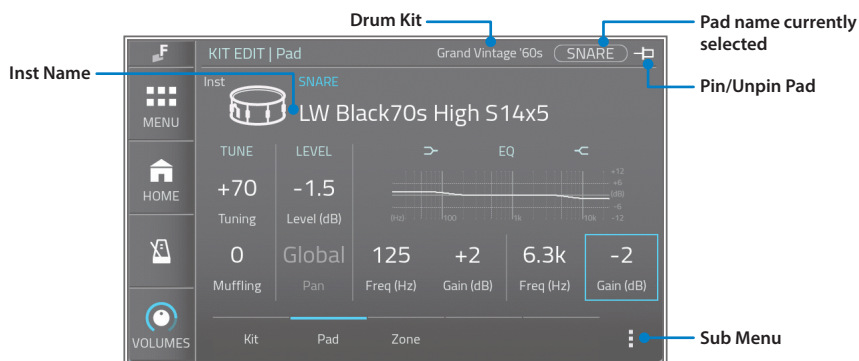 Drum Kit
Pad name currently
selected
Inst Name
Pin/Unpin Pad
Sub Menu
F
KIT EDIT | Pad
Grand Vintage '60s
SNARE
Inst
SNARE
LW Black70s High S14x5
MENU
HOME
VOLUMES
TUNE
LEVEL
EQ
+70
-1.5
Tuning
Level (dB)
+12
+6
(dB)
-6
-12
(Hz)
100
1k
10k
0
Global
125
+2
6.3k
-2
Muffling
Pan
Freq (Hz)
Gain (dB)
Freq (Hz)
Gain (dB)
Kit
Pad
Zone